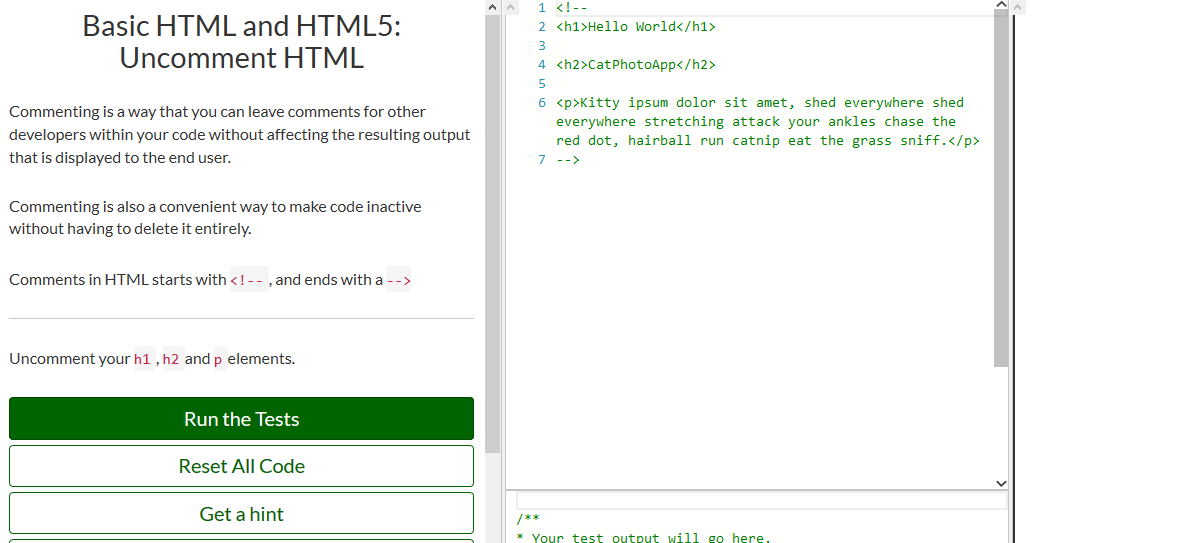 Basic HTML and HTML5:
Uncomment HTML
Commenting is a way that you can leave comments for other
developers within your code without affecting the resulting output
that is displayed to the end user.
Commenting is also a convenient way to make code inactive
without having to delete it entirely.
Comments in HTML starts with <!-- , and ends with a -->
Uncomment your h1 , h2 and p elements.
Run the Tests
Reset All Code
Get a hint
1 <!--
2 <h1>Hello World</h1>
3
4 <h2>CatPhotoApp</h2>
5
6 <p>Kitty ipsum dolor sit amet, shed everywhere shed
everywhere stretching attack your ankles chase the
red dot, hairball run catnip eat the grass sniff.</p>
7 -->
/**
* Your test output will go here.